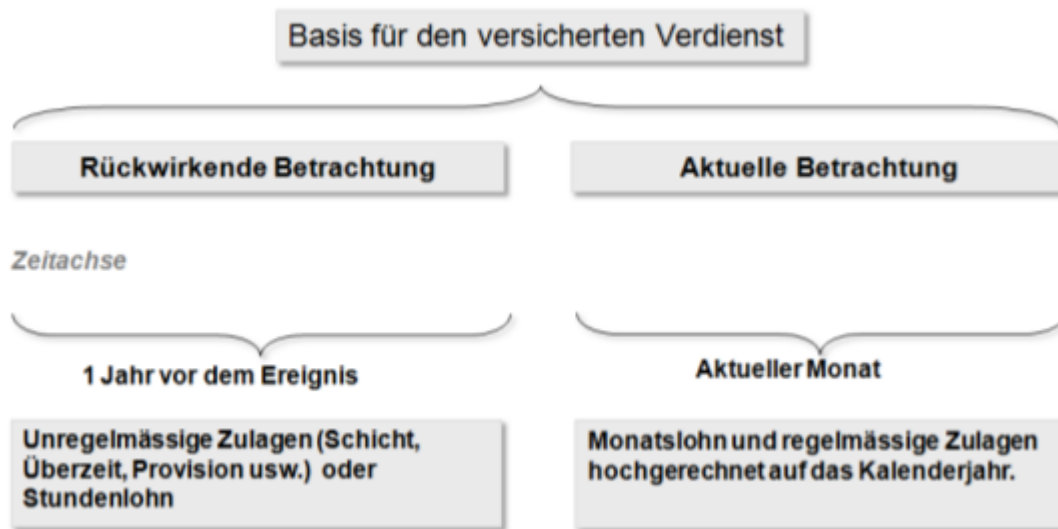 Basis für den versicherten Verdienst
Rückwirkende Betrachtung
Aktuelle Betrachtung
Zeitachse
1 Jahr vor dem Ereignis
Aktueller Monat
Unregelmässige Zulagen (Schicht,
Überzeit, Provision usw.) oder
Stundenlohn
Monatslohn und regelmässige Zulagen
hochgerechnet auf das Kalenderjahr.